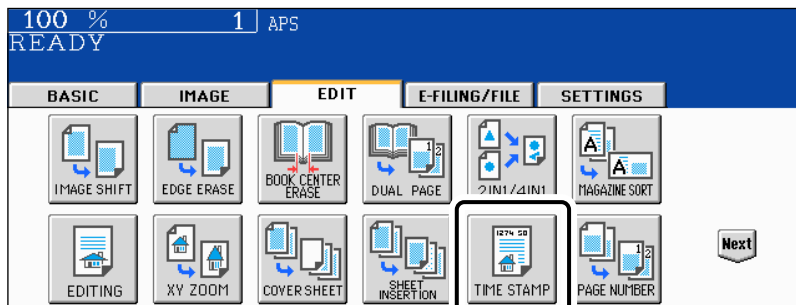 100 % 1 APS
READY
BASIC IMAGE EDIT E-FILING/FILE SETTINGS
IMAGE SHIFT EDGE ERASE BOOK CENTER ERASE DUAL PAGE 2IN1/4IN1 MAGAZINE SORT
EDITING XY ZOOM COVER SHEET SHEET INSERTION TIME STAMP PAGE NUMBER Next